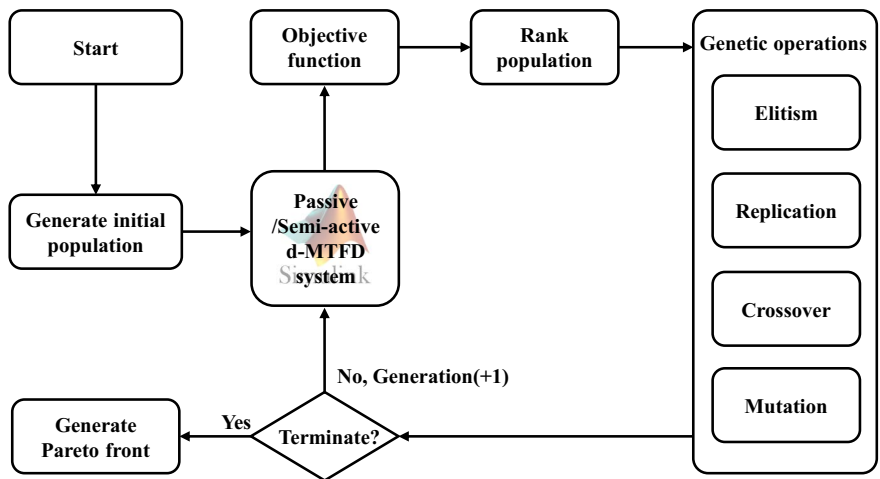 Start
Generate initial
population
Passive
/Semi-active
d-MTFD
system
Simulink
Objective
function
Rank
population
Genetic operations
Elitism
Replication
Crossover
Mutation
Terminate?
No, Generation(+1)
Yes
Generate
Pareto front